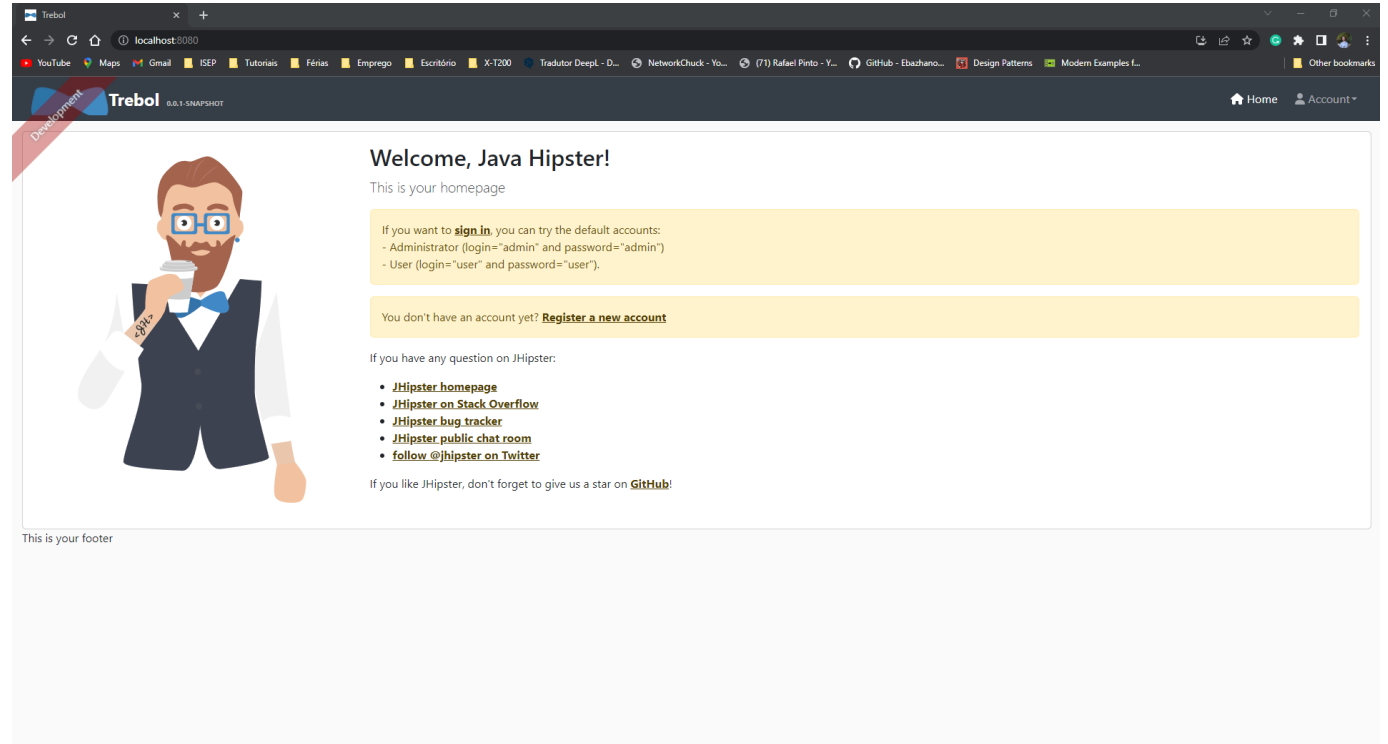 Trebol
localhost:8080
YouTube Maps Gmail ISEP Tutoriais Férias Emprego Escritório X-T200 Tradutor DeepL - D... NetworkChuck - Yo... (71) Rafael Pinto - Y... GitHub - Ebazhano... Design Patterns Modern Examples f... Other bookmarks
Development
Trebol 0.0.1-SNAPSHOT Home Account
Welcome, Java Hipster!
This is your homepage
If you want to sign in, you can try the default accounts:
- Administrator (login="admin" and password="admin")
- User (login="user" and password="user").
You don't have an account yet? Register a new account
If you have any question on JHipster:
JHipster homepage
JHipster on Stack Overflow
JHipster bug tracker
JHipster public chat room
follow @jhipster on Twitter
If you like JHipster, don't forget to give us a star on GitHub!
<JH>
This is your footer